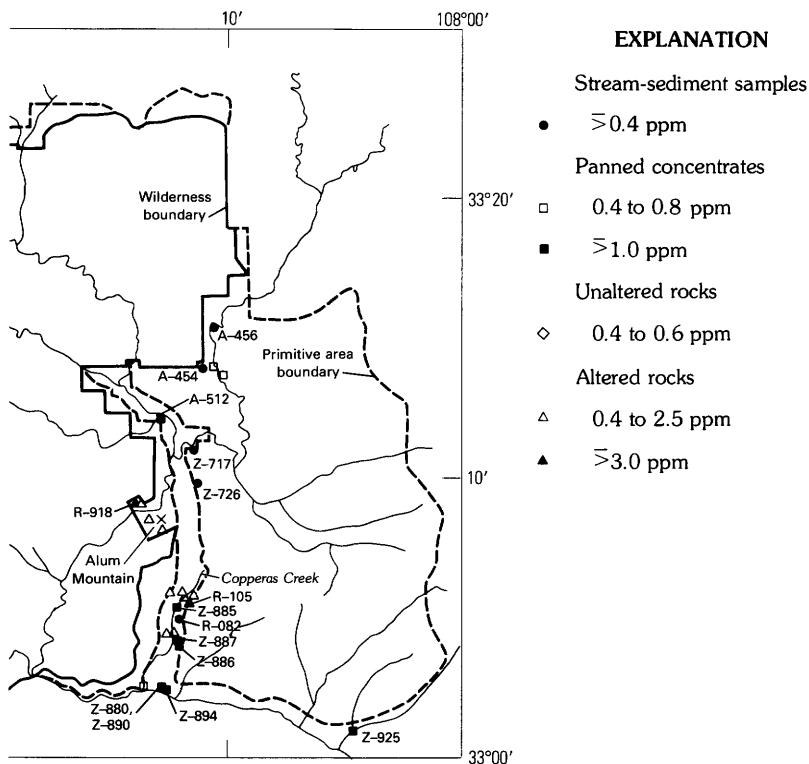 10′
108°00′
EXPLANATION
Stream-sediment samples
⩾0.4 ppm
Panned concentrates
0.4 to 0.8 ppm
⩾1.0 ppm
Unaltered rocks
0.4 to 0.6 ppm
Altered rocks
0.4 to 2.5 ppm
⩾3.0 ppm
Wilderness
boundary
33°20′
A–456
Primitive area
boundary
A–454
A–512
Z–717
10′
Z–726
R–918
Alum
Mountain
Copperas Creek
R–105
Z–885
R–082
Z–887
Z–886
Z–880,
Z–890
Z–894
Z–925
33°00′